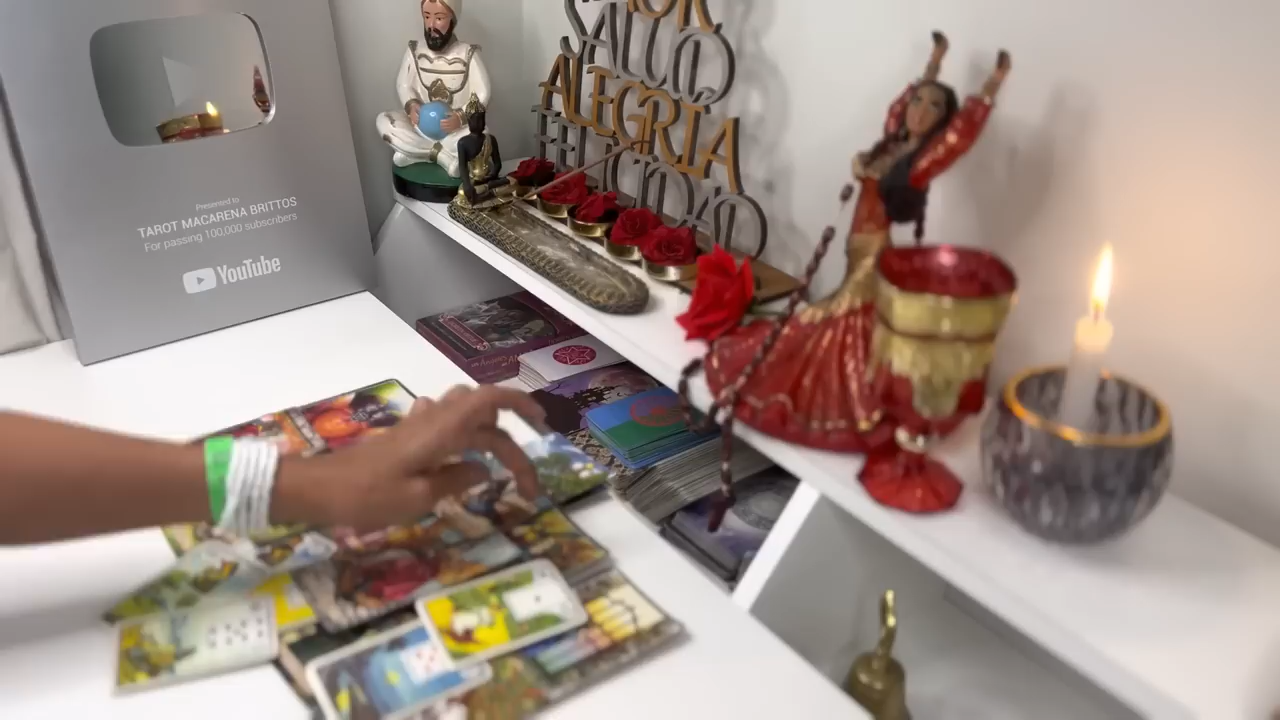 Presented to
TAROT MACARENA BRITTOS
For passing 100,000 subscribers
YouTube
SALUD
ALEGRIA